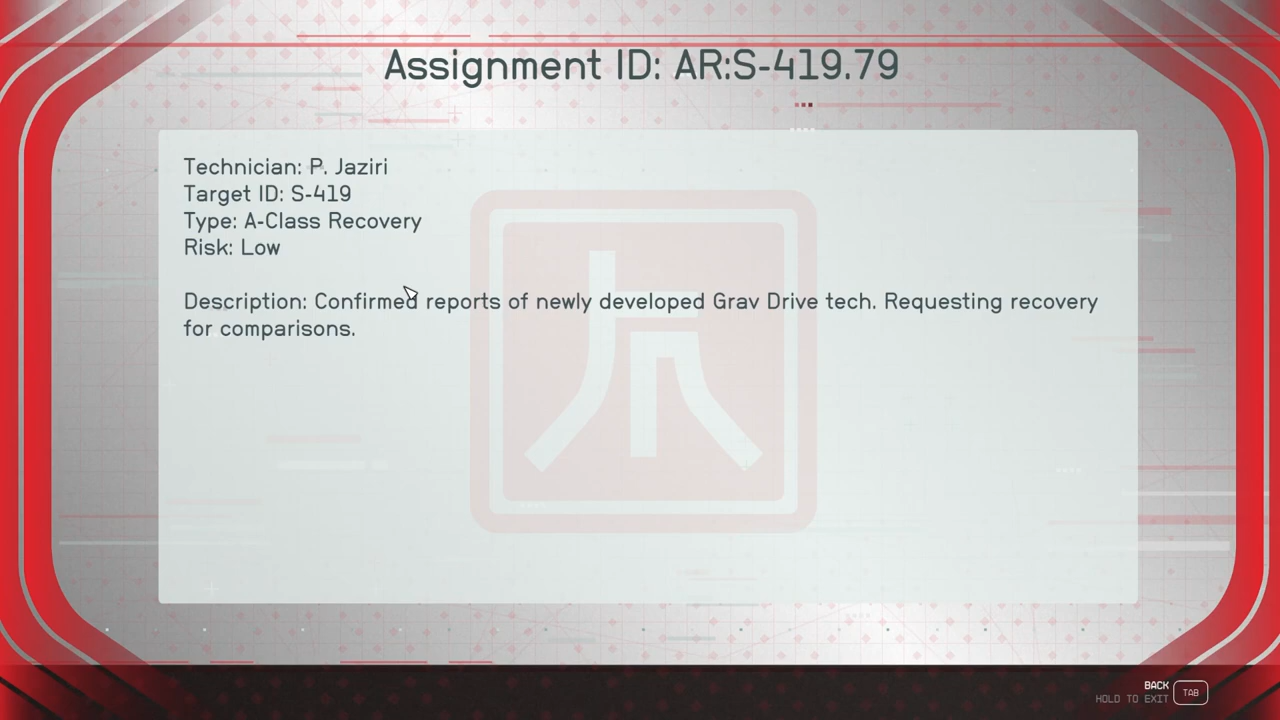 Assignment ID: AR:S-419.79
Technician: P. Jaziri
Target ID: S-419
Type: A-Class Recovery
Risk: Low
Description: Confirmed reports of newly developed Grav Drive tech. Requesting recovery
for comparisons.
BACK
HOLD TO EXIT
TAB